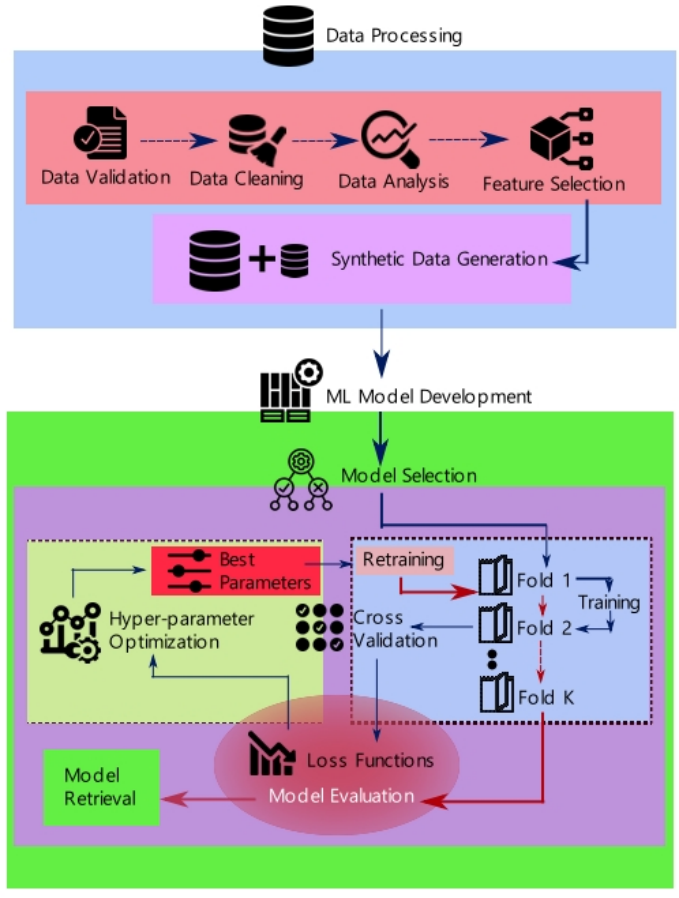 Data Processing
Data Validation
Data Cleaning
Data Analysis
Feature Selection
Synthetic Data Generation
ML Model Development
Model Selection
Best
Parameters
Retraining
Fold 1
Training
Hyper-parameter
Optimization
Cross
Validation
Fold 2
Fold K
Loss Functions
Model Evaluation
Model
Retrieval